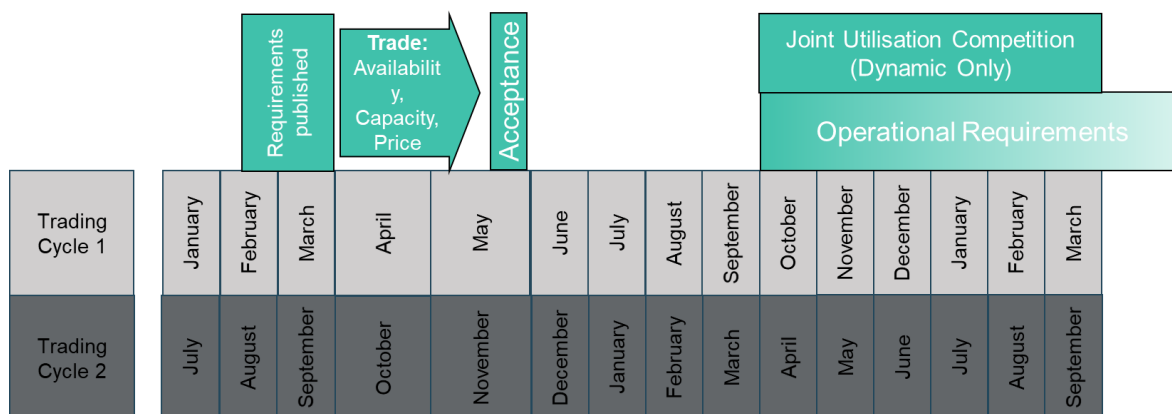 Requirements
published
Trade:
Availabilit
y,
Capacity,
Price
Acceptance
Joint Utilisation Competition
(Dynamic Only)
Operational Requirements
Trading
Cycle 1
January
February
March
April
May
June
July
August
September
October
November
December
January
February
March
Trading
Cycle 2
July
August
September
October
November
December
January
February
March
April
May
June
July
August
September